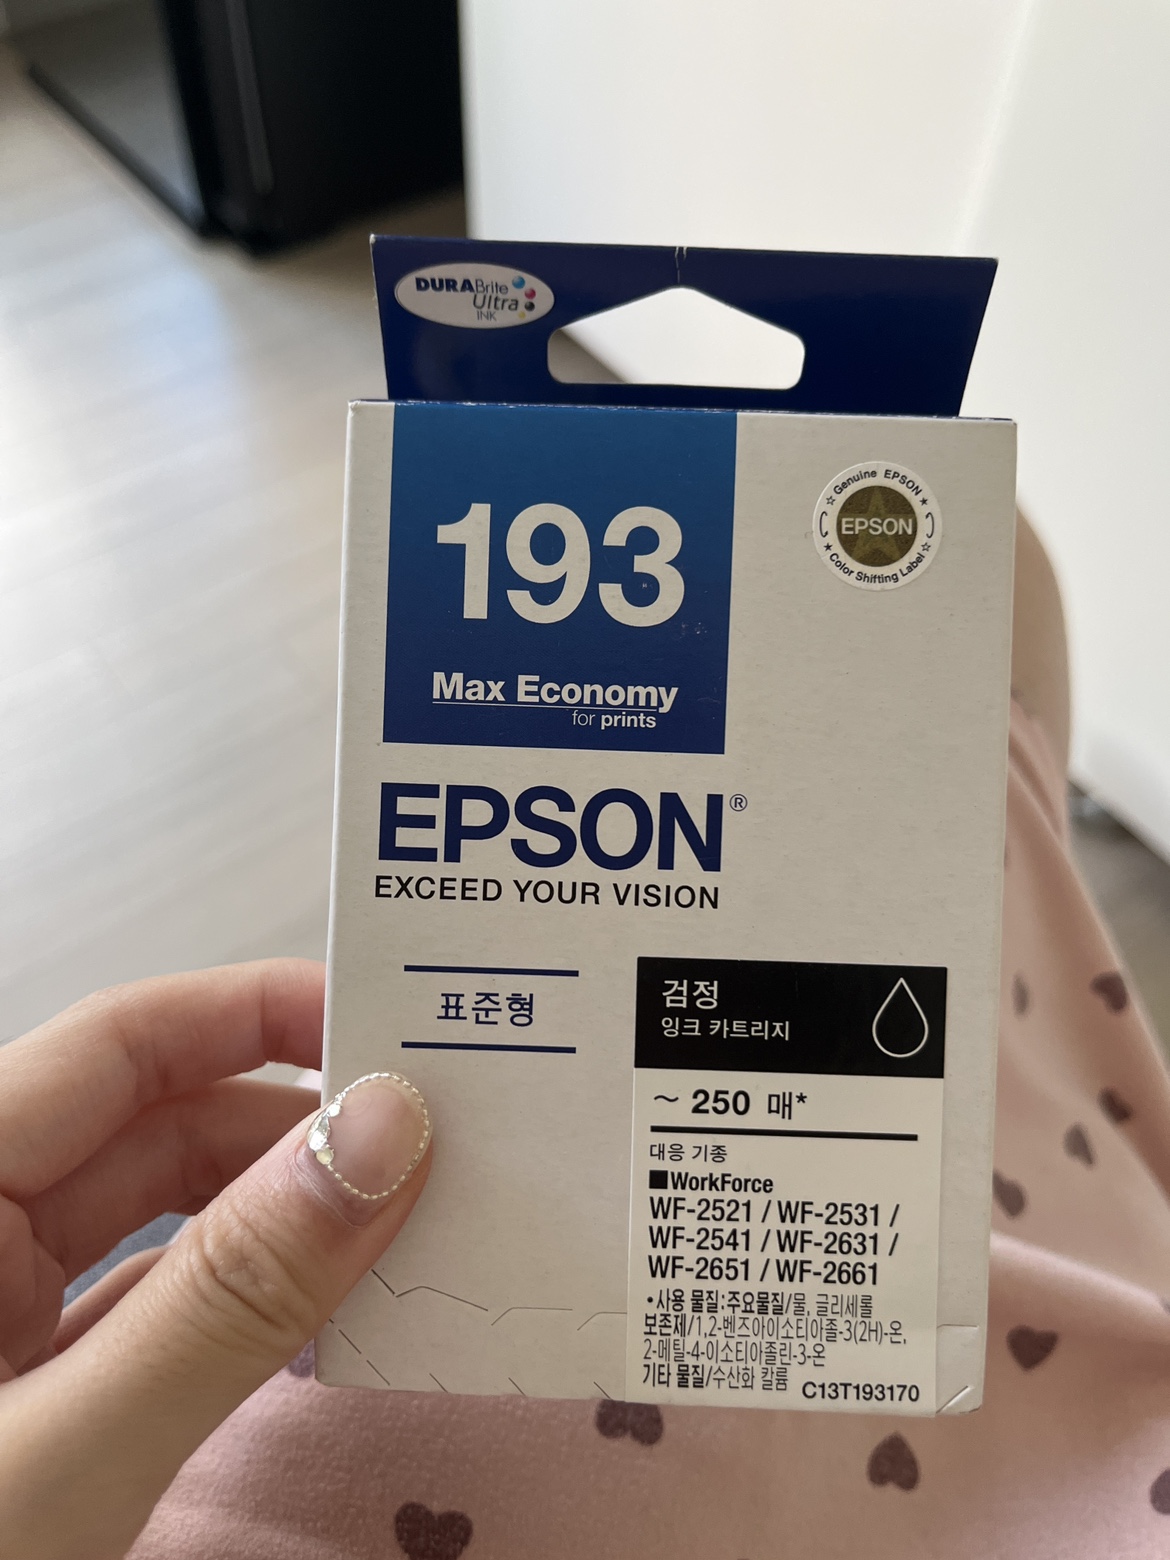 DURABrite
Ultra
INK
193
Max Economy
for prints
☆ Genuine EPSON ★
EPSON
★ Color Shifting Label ☆
EPSON®
EXCEED YOUR VISION
표준형
검정
잉크 카트리지
~ 250 매*
대응 기종
■WorkForce
WF-2521 / WF-2531 /
WF-2541 / WF-2631 /
WF-2651 / WF-2661
•사용 물질:주요물질/물, 글리세롤
보존제/1,2-벤즈아이소티아졸-3(2H)-온,
2-메틸-4-이소티아졸린-3-온
기타 물질/수산화 칼륨
C13T193170